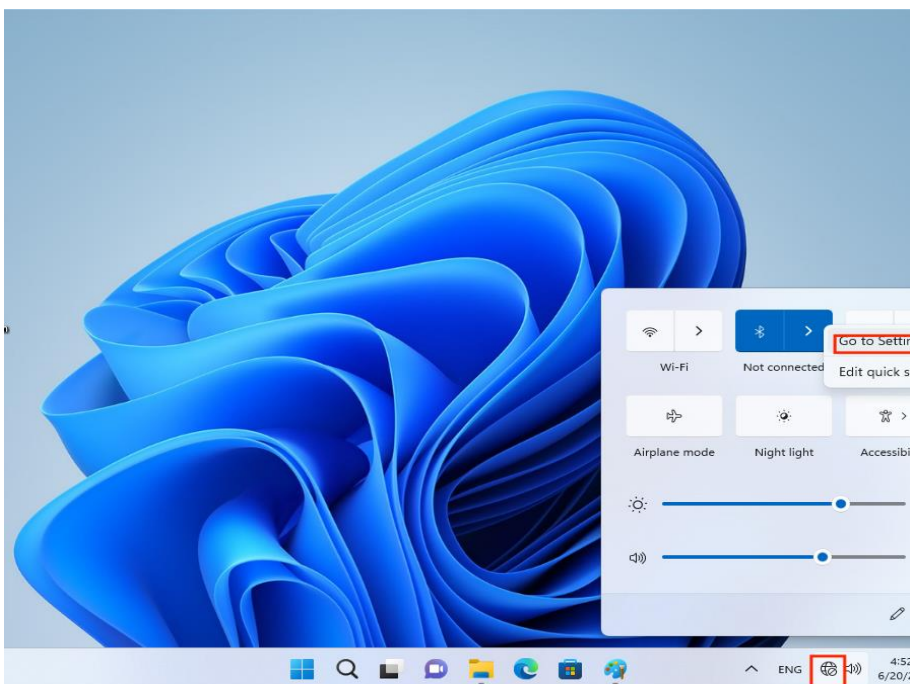 Go to Settin
Wi-Fi Not connected Edit quick s
Airplane mode Night light Accessibi
ENG 4:52
6/20/2